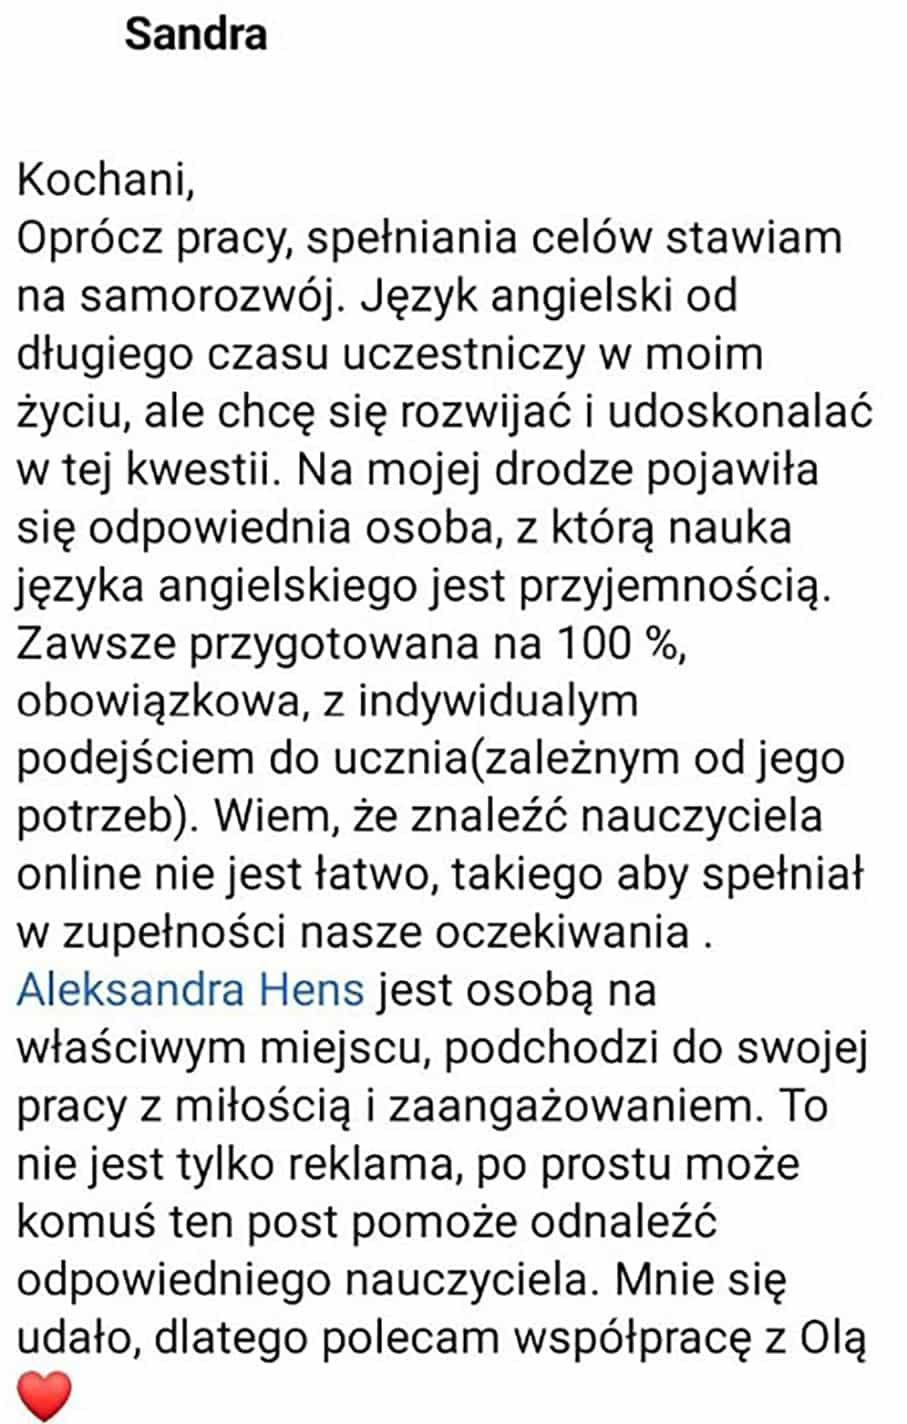 Sandra
Kochani,
Oprócz pracy, spełniania celów stawiam
na samorozwój. Język angielski od
długiego czasu uczestniczy w moim
życiu, ale chcę się rozwijać i udoskonalać
w tej kwestii. Na mojej drodze pojawiła
się odpowiednia osoba, z którą nauka
języka angielskiego jest przyjemnością.
Zawsze przygotowana na 100 %,
obowiązkowa, z indywidualym
podejściem do ucznia(zależnym od jego
potrzeb). Wiem, że znaleźć nauczyciela
online nie jest łatwo, takiego aby spełniał
w zupełności nasze oczekiwania .
Aleksandra Hens jest osobą na
właściwym miejscu, podchodzi do swojej
pracy z miłością i zaangażowaniem. To
nie jest tylko reklama, po prostu może
komuś ten post pomoże odnaleźć
odpowiedniego nauczyciela. Mnie się
udało, dlatego polecam współpracę z Olą
❤️